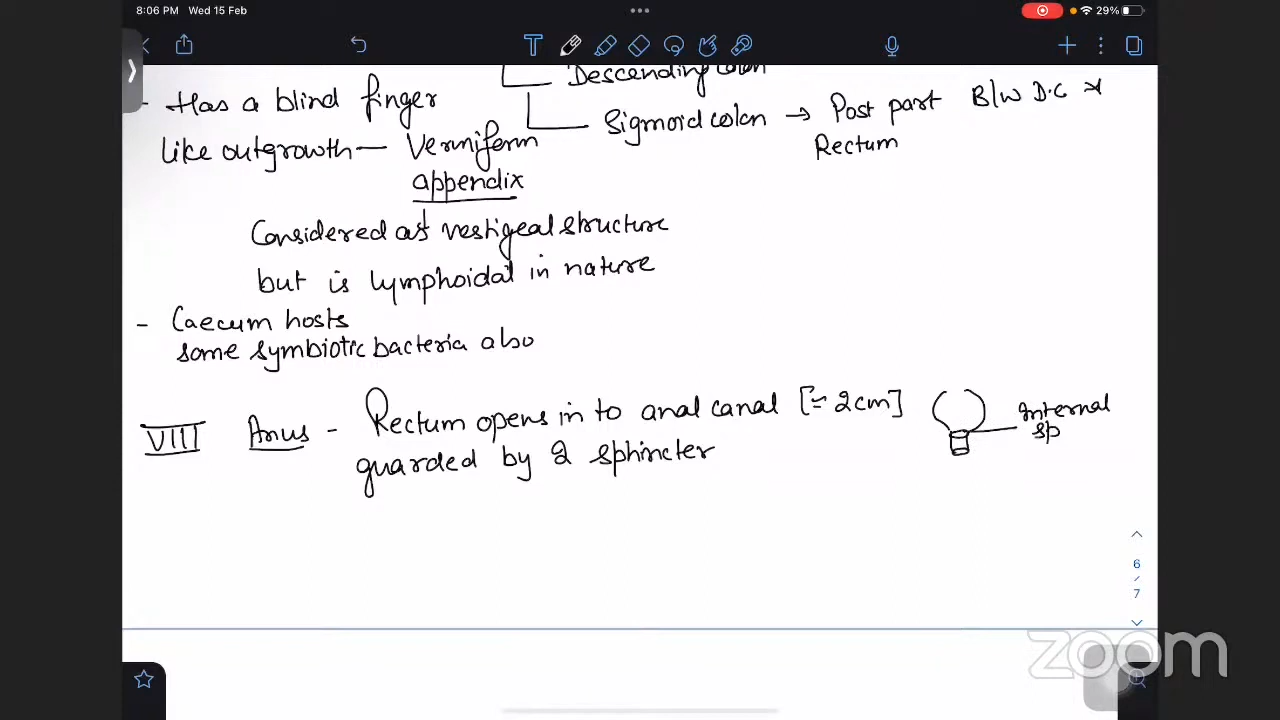 8:06 PM Wed 15 Feb
29%
Descending colon
- Has a blind finger
B/W D.C &
Sigmoid colon → Post part
like outgrowth — Vermiform
Rectum
appendix
Considered as vestigeal structure
but is lymphoidal in nature
- Caecum hosts
some symbiotic bacteria also
VIII Anus - Rectum opens in to anal canal [≃ 2cm]
internal
sp
guarded by 2 sphincter
6
/
7
zoom